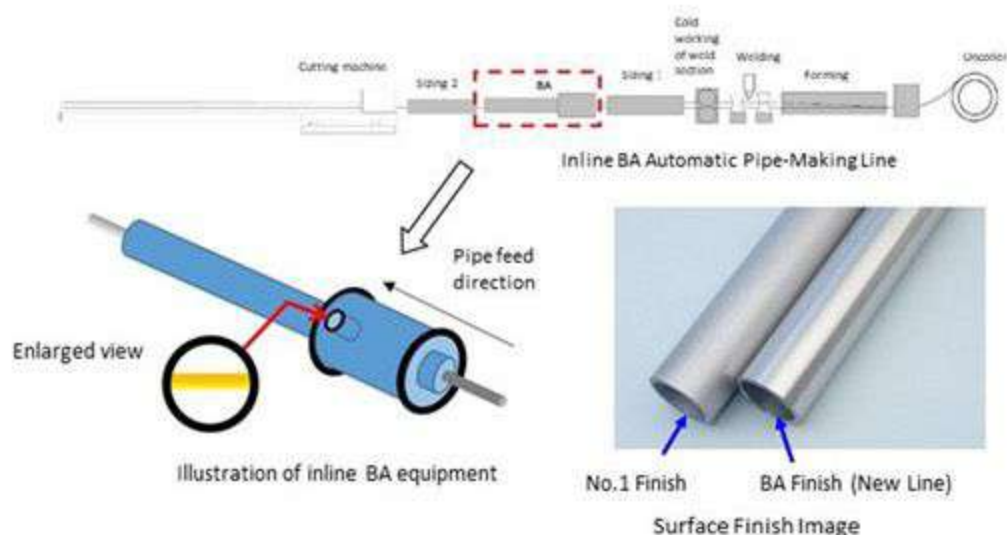 Cold
working
of weld
section
Welding
Uncoiler
Cutting machine
Sizing 2
BA
Sizing 1
Forming
Inline BA Automatic Pipe-Making Line
Pipe feed
direction
Enlarged view
Illustration of inline BA equipment
No.1 Finish
BA Finish (New Line)
Surface Finish Image